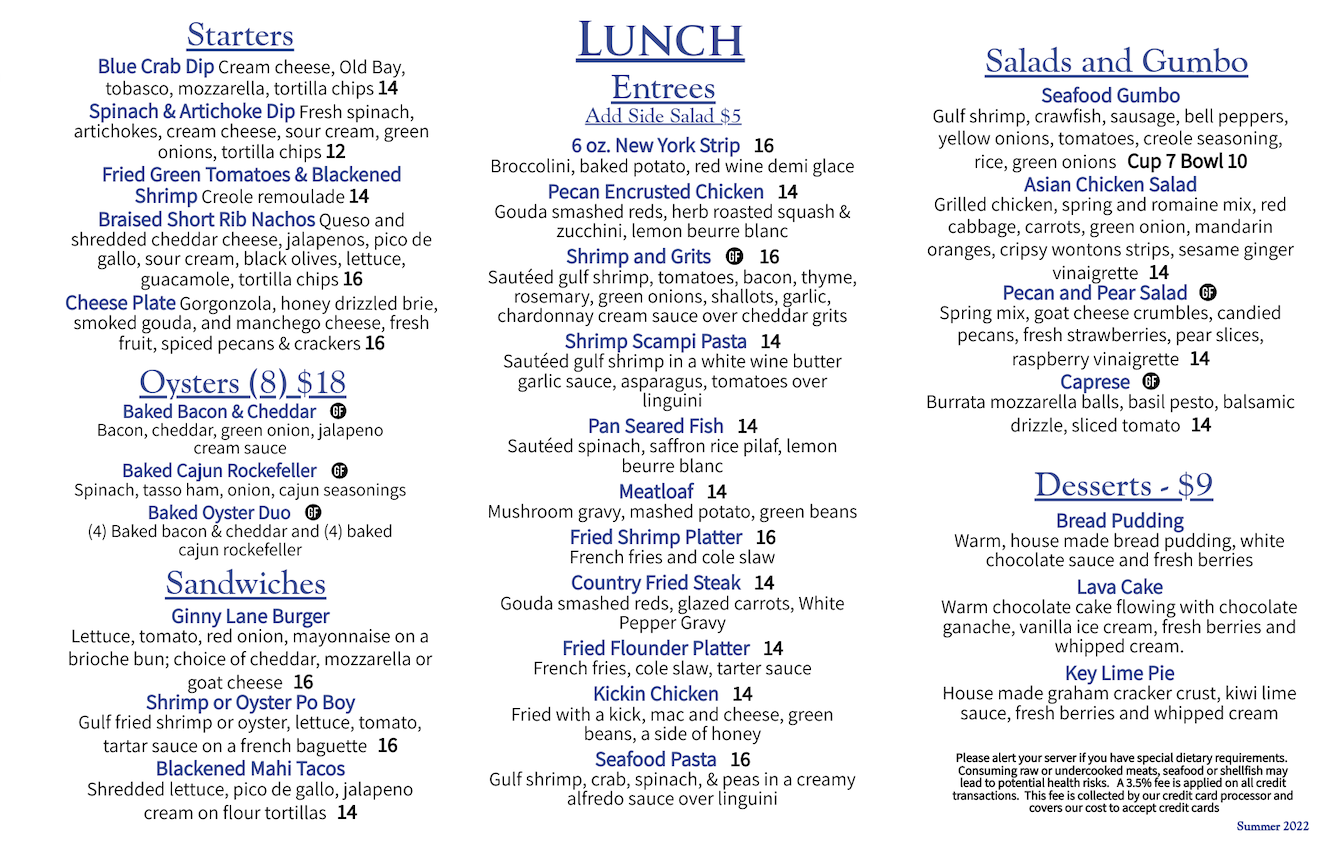 Starters
Blue Crab Dip Cream cheese, Old Bay,
tobasco, mozzarella, tortilla chips 14
Spinach & Artichoke Dip Fresh spinach,
artichokes, cream cheese, sour cream, green
onions, tortilla chips 12
Fried Green Tomatoes & Blackened
Shrimp Creole remoulade 14
Braised Short Rib Nachos Queso and
shredded cheddar cheese, jalapenos, pico de
gallo, sour cream, black olives, lettuce,
guacamole, tortilla chips 16
Cheese Plate Gorgonzola, honey drizzled brie,
smoked gouda, and manchego cheese, fresh
fruit, spiced pecans & crackers 16
Oysters (8) $18
Baked Bacon & Cheddar GF
Bacon, cheddar, green onion, jalapeno
cream sauce
Baked Cajun Rockefeller GF
Spinach, tasso ham, onion, cajun seasonings
Baked Oyster Duo GF
(4) Baked bacon & cheddar and (4) baked
cajun rockefeller
Sandwiches
Ginny Lane Burger
Lettuce, tomato, red onion, mayonnaise on a
brioche bun; choice of cheddar, mozzarella or
goat cheese 16
Shrimp or Oyster Po Boy
Gulf fried shrimp or oyster, lettuce, tomato,
tartar sauce on a french baguette 16
Blackened Mahi Tacos
Shredded lettuce, pico de gallo, jalapeno
cream on flour tortillas 14
LUNCH
Entrees
Add Side Salad $5
6 oz. New York Strip 16
Broccolini, baked potato, red wine demi glace
Pecan Encrusted Chicken 14
Gouda smashed reds, herb roasted squash &
zucchini, lemon beurre blanc
Shrimp and Grits GF 16
Sautéed gulf shrimp, tomatoes, bacon, thyme,
rosemary, green onions, shallots, garlic,
chardonnay cream sauce over cheddar grits
Shrimp Scampi Pasta 14
Sautéed gulf shrimp in a white wine butter
garlic sauce, asparagus, tomatoes over
linguini
Pan Seared Fish 14
Sautéed spinach, saffron rice pilaf, lemon
beurre blanc
Meatloaf 14
Mushroom gravy, mashed potato, green beans
Fried Shrimp Platter 16
French fries and cole slaw
Country Fried Steak 14
Gouda smashed reds, glazed carrots, White
Pepper Gravy
Fried Flounder Platter 14
French fries, cole slaw, tarter sauce
Kickin Chicken 14
Fried with a kick, mac and cheese, green
beans, a side of honey
Seafood Pasta 16
Gulf shrimp, crab, spinach, & peas in a creamy
alfredo sauce over linguini
Salads and Gumbo
Seafood Gumbo
Gulf shrimp, crawfish, sausage, bell peppers,
yellow onions, tomatoes, creole seasoning,
rice, green onions Cup 7 Bowl 10
Asian Chicken Salad
Grilled chicken, spring and romaine mix, red
cabbage, carrots, green onion, mandarin
oranges, cripsy wontons strips, sesame ginger
vinaigrette 14
Pecan and Pear Salad GF
Spring mix, goat cheese crumbles, candied
pecans, fresh strawberries, pear slices,
raspberry vinaigrette 14
Caprese GF
Burrata mozzarella balls, basil pesto, balsamic
drizzle, sliced tomato 14
Desserts - $9
Bread Pudding
Warm, house made bread pudding, white
chocolate sauce and fresh berries
Lava Cake
Warm chocolate cake flowing with chocolate
ganache, vanilla ice cream, fresh berries and
whipped cream.
Key Lime Pie
House made graham cracker crust, kiwi lime
sauce, fresh berries and whipped cream
Please alert your server if you have special dietary requirements.
Consuming raw or undercooked meats, seafood or shellfish may
lead to potential health risks. A 3.5% fee is applied on all credit
transactions. This fee is collected by our credit card processor and
covers our cost to accept credit cards
Summer 2022